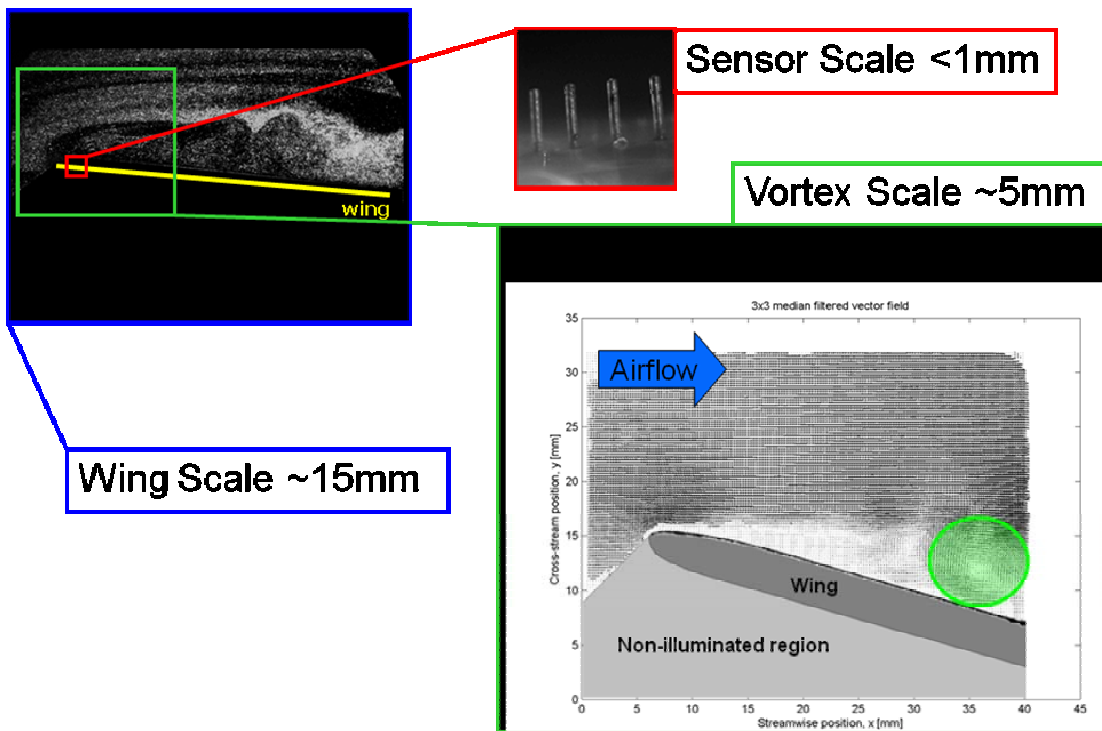 Sensor Scale <1mm
wing
Vortex Scale ~5mm
Wing Scale ~15mm
3x3 median filtered vector field
Airflow
Wing
Non-illuminated region
Cross-stream position, y [mm]
35
30
25
20
15
10
5
0
0 5 10 15 20 25 30 35 40 45
Streamwise position, x [mm]